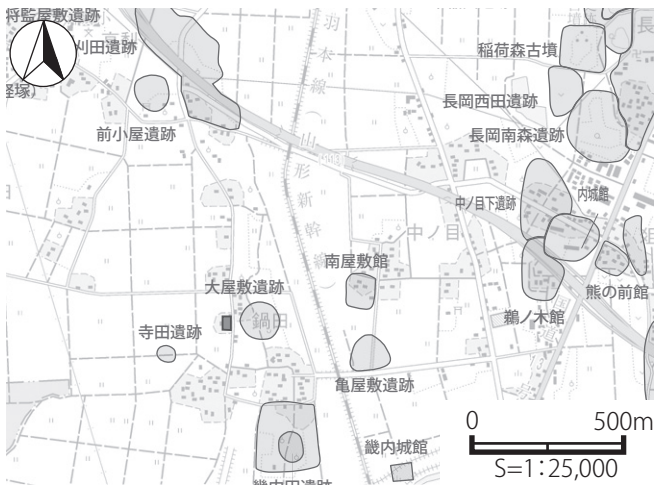 将監屋敷遺跡
刈田遺跡
前小屋遺跡
羽本線(山形新幹線)
稲荷森古墳
長岡西田遺跡
長岡南森遺跡
中ノ目下遺跡
内城館
中ノ目
南屋敷館
熊の前館
大屋敷遺跡
鍋田
鵜ノ木館
寺田遺跡
亀屋敷遺跡
畿内城館
0 500m
S=1:25,000